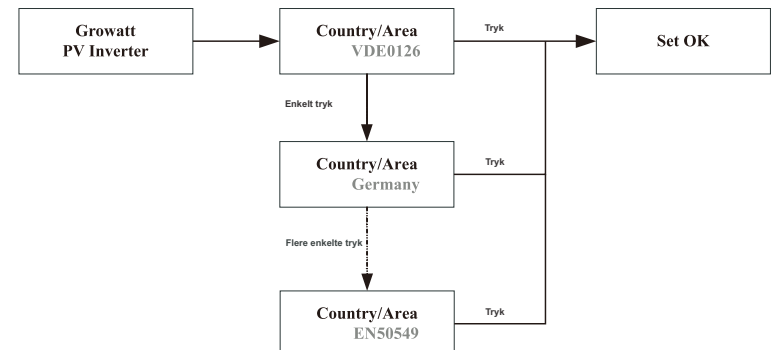 Growatt
PV Inverter
Country/Area
VDE0126
Tryk
Set OK
Enkelt tryk
Country/Area
Germany
Tryk
Flere enkelte tryk
Country/Area
EN50549
Tryk